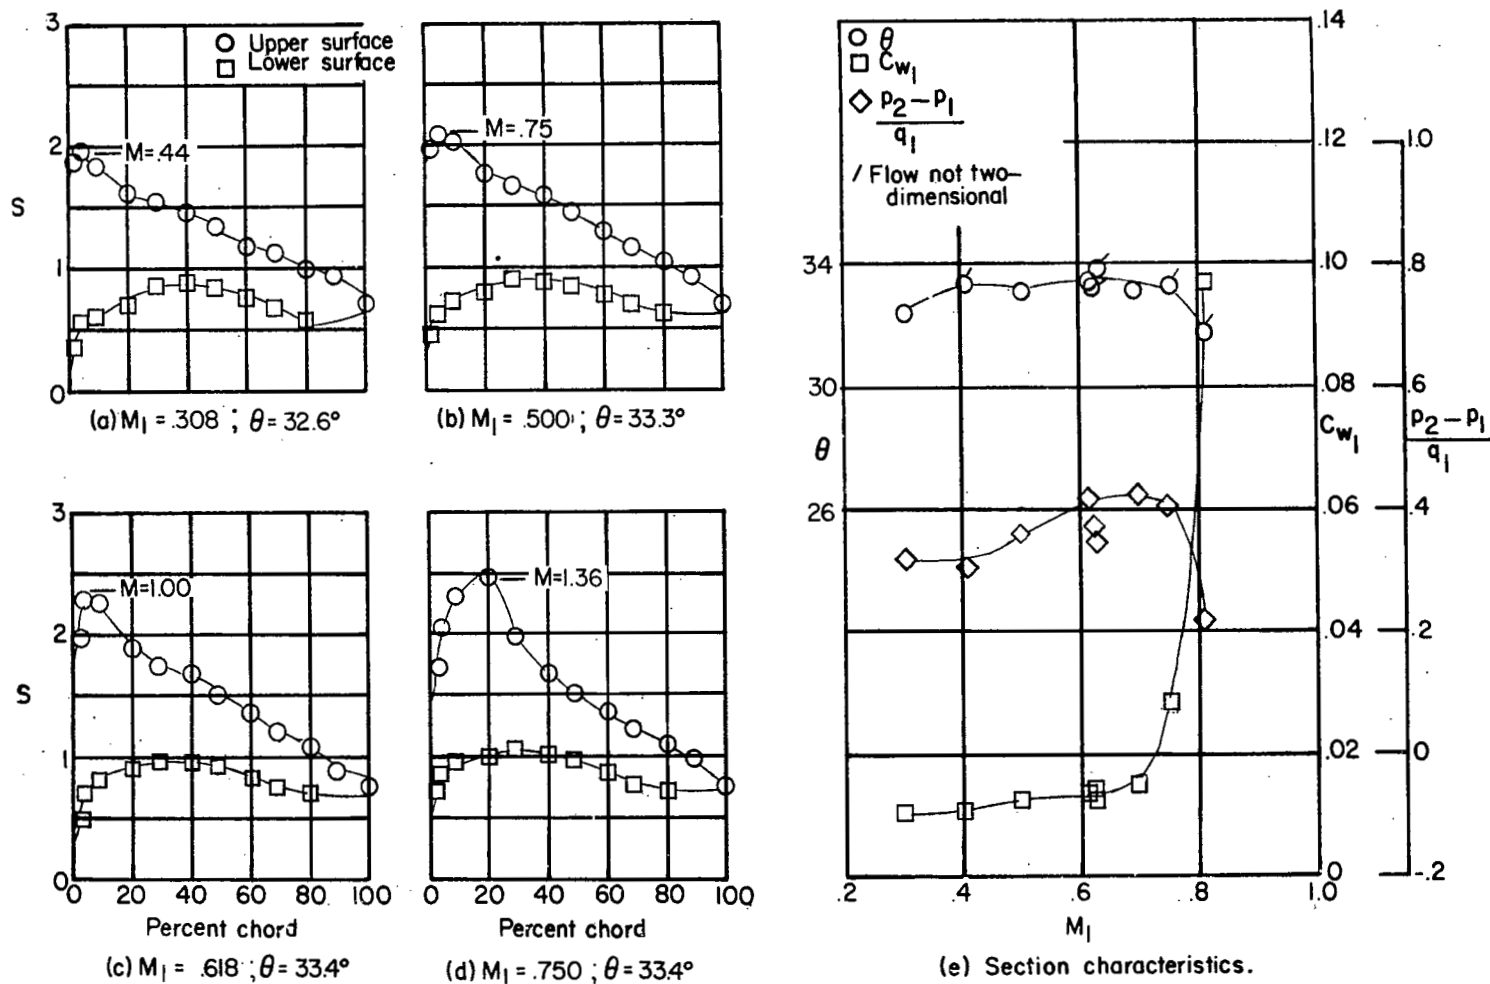 3
2
S
1
0
○ Upper surface
□ Lower surface
M=.44
M=.75
(a) M₁ = .308 ; θ = 32.6°
(b) M₁ = .500 ; θ = 33.3°
3
2
S
1
0
M=1.00
M=1.36
0 20 40 60 80 100
0 20 40 60 80 100
Percent chord
Percent chord
(c) M₁ = .618 ; θ = 33.4°
(d) M₁ = .750 ; θ = 33.4°
○ θ
□ C_w₁
◇ p₂ – p₁
q₁
/ Flow not two-
dimensional
34
30
θ
26
.14
.12
.10
.08
C_w₁
.06
.04
.02
0
1.0
.8
.6
p₂ – p₁
q₁
.4
.2
0
-.2
.2 .4 .6 .8 1.0
M₁
(e) Section characteristics.